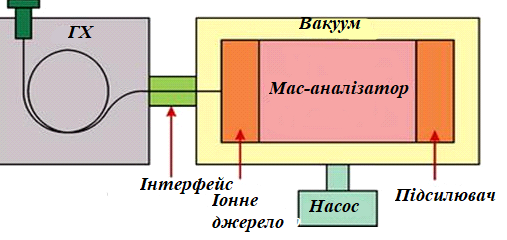 ГХ
Вакуум
Мас-аналізатор
Інтерфейс
Іонне
джерело
Насос
Підсилювач